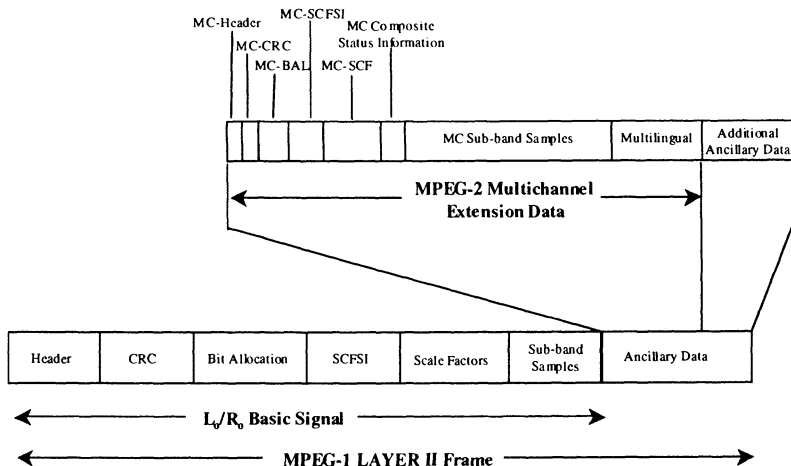 MC-SCFSI
MC-Header
MC Composite
Status Information
MC-CRC
MC-BAL
MC-SCF
MC Sub-band Samples
Multilingual
Additional
Ancillary Data
MPEG-2 Multichannel
Extension Data
Header
CRC
Bit Allocation
SCFSI
Scale Factors
Sub-band
Samples
Ancillary Data
L₀/R₀ Basic Signal
MPEG-1 LAYER II Frame